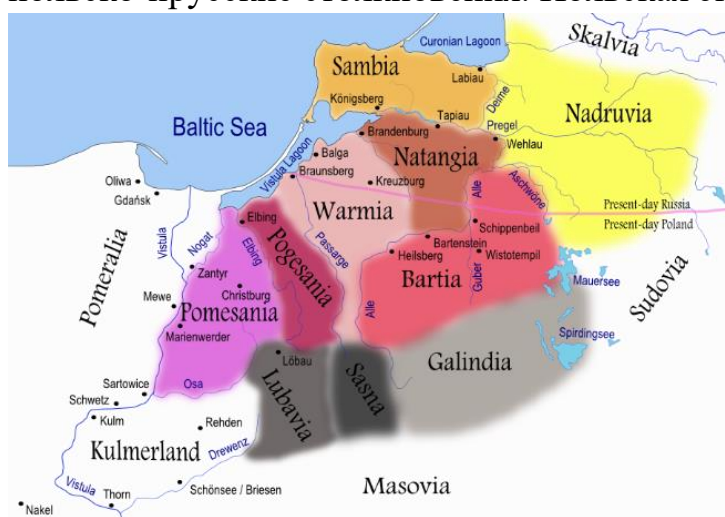 Curonian Lagoon
Skalvia
Sambia
Labiau
Königsberg
Deime
Nadruvia
Tapiau
Pregel
Baltic Sea
Brandenburg
Wehlau
Natangia
Vistula Lagoon
Balga
Braunsberg
Kreuzburg
Alle
Aschwöne
Oliwa
Gdańsk
Warmia
Present-day Russia
Present-day Poland
Vistula
Nogat
Elbing
Elbing
Pogesania
Passarge
Schippenbeil
Bartenstein
Heilsberg
Wistotempil
Pomeralia
Zantyr
Bartia
Guber
Mauersee
Sudovia
Mewe
Christburg
Pomesania
Marienwerder
Alle
Spirdingsee
Galindia
Löbau
Sartowice
Osa
Lubavia
Sasna
Schwetz
Kulm
Rehden
Kulmerland
Drewenz
Vistula
Thorn
Schönsee / Briesen
Masovia
Nakel